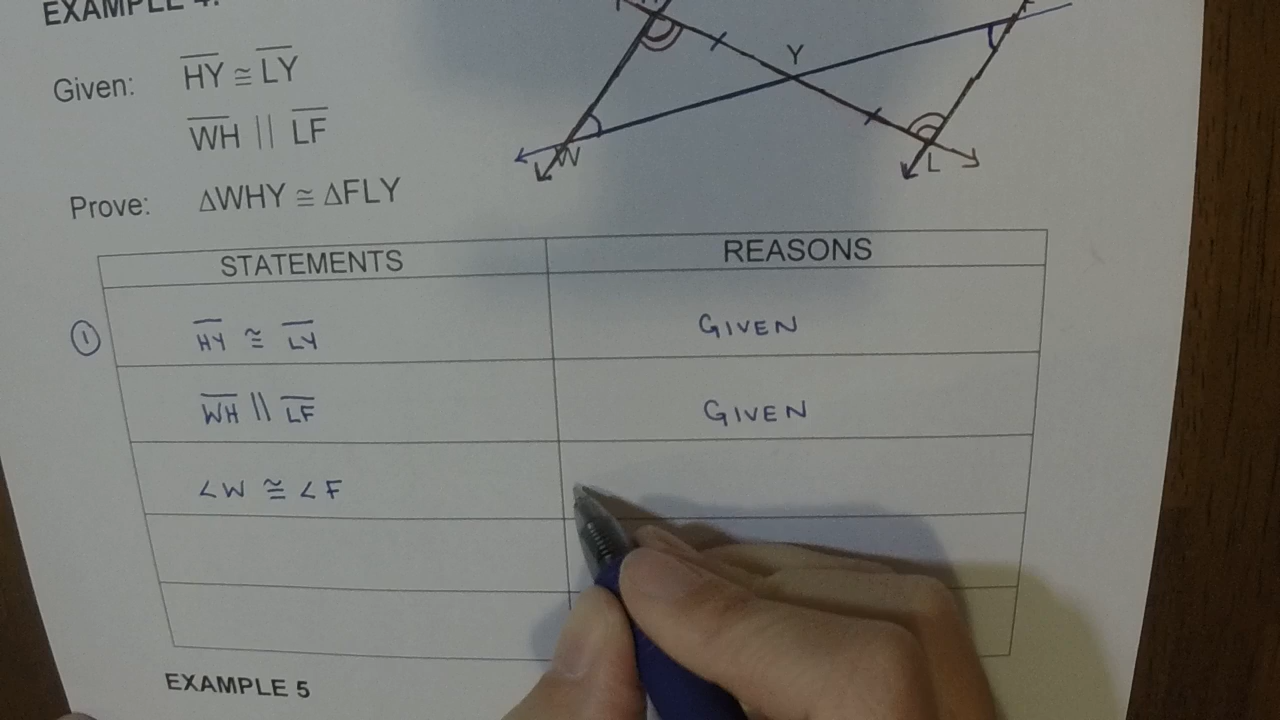 EXAMPLE 4:
Given: HY ≅ LY
WH || LF
Prove: ΔWHY ≅ ΔFLY
Y
W
L
STATEMENTS REASONS
① HY ≅ LY GIVEN
WH || LF GIVEN
∠W ≅ ∠F
EXAMPLE 5